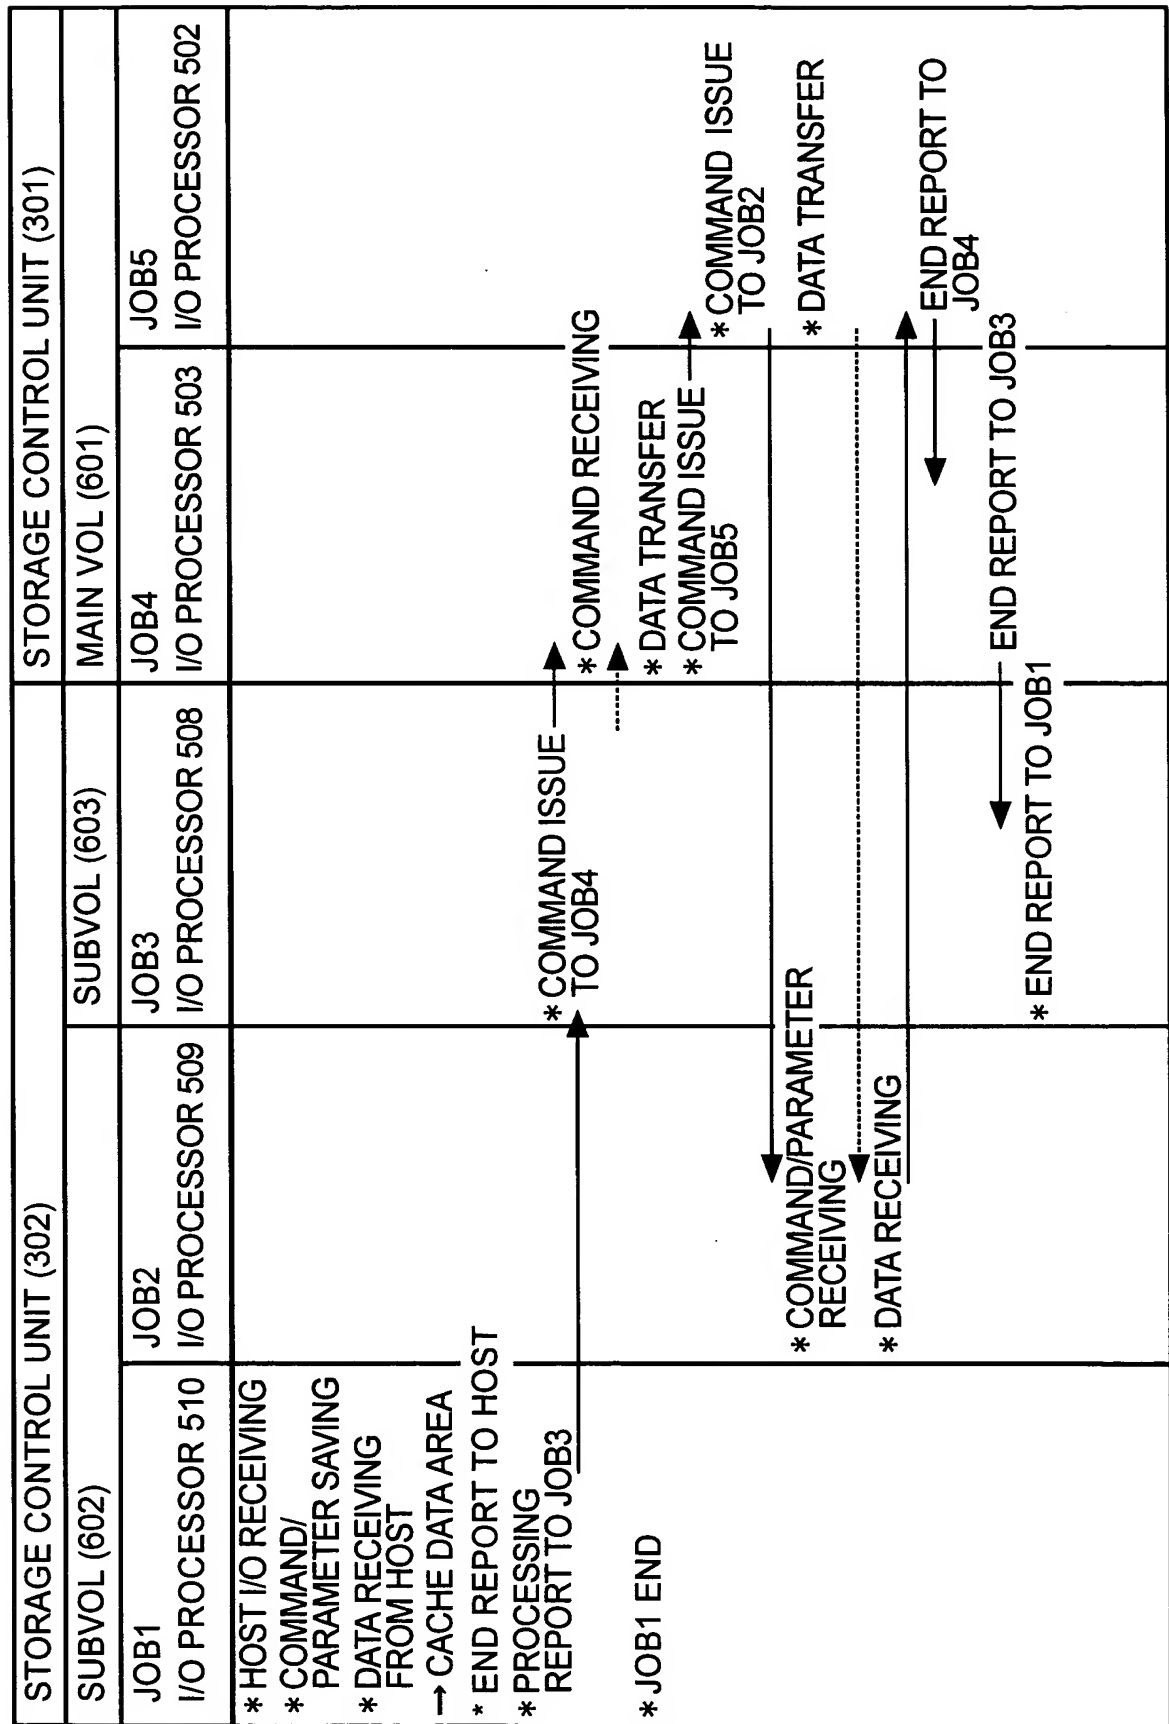 STORAGE CONTROL UNIT (302)
STORAGE CONTROL UNIT (301)
SUBVOL (602)
SUBVOL (603)
MAIN VOL (601)
JOB1
I/O PROCESSOR 510
JOB2
I/O PROCESSOR 509
JOB3
I/O PROCESSOR 508
JOB4
I/O PROCESSOR 503
JOB5
I/O PROCESSOR 502
* HOST I/O RECEIVING
* COMMAND/
PARAMETER SAVING
* DATA RECEIVING
FROM HOST
→ CACHE DATA AREA
* END REPORT TO HOST
* PROCESSING
REPORT TO JOB3
* COMMAND ISSUE
TO JOB4
* COMMAND RECEIVING
* JOB1 END
* DATA TRANSFER
* COMMAND ISSUE
TO JOB5
* COMMAND ISSUE
TO JOB2
* COMMAND/PARAMETER
RECEIVING
* DATA TRANSFER
* DATA RECEIVING
END REPORT TO
JOB4
END REPORT TO JOB3
* END REPORT TO JOB1